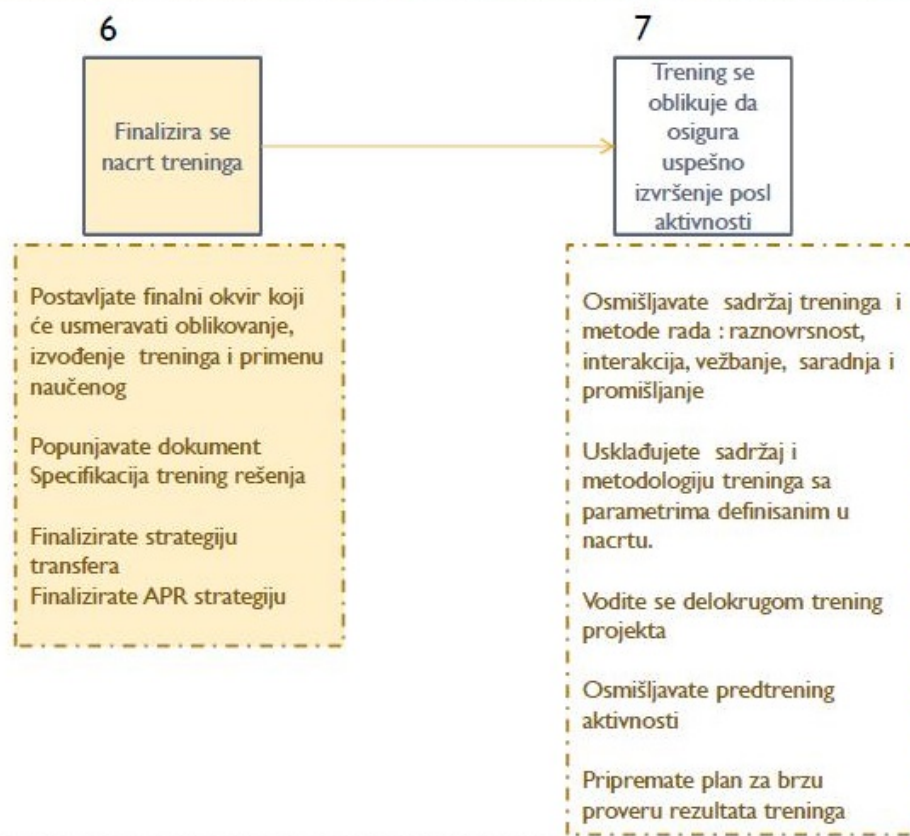 6
Finalizira se
nacrt treninga
Postavljate finalni okvir koji
će usmeravati oblikovanje,
izvođenje treninga i primenu
naučenog
Popunjavate dokument
Specifikacija trening rešenja
Finalizirate strategiju
transfera
Finalizirate APR strategiju
7
Trening se
oblikuje da
osigura
uspešno
izvršenje posl
aktivnosti
Osmišljavate sadržaj treninga i
metode rada : raznovrsnost,
interakcija, vežbanje, saradnja i
promišljanje
Usklađujete sadržaj i
metodologiju treninga sa
parametrima definisanim u
nacrtu.
Vodite se delokrugom trening
projekta
Osmišljavate predtrening
aktivnosti
Pripremate plan za brzu
proveru rezultata treninga